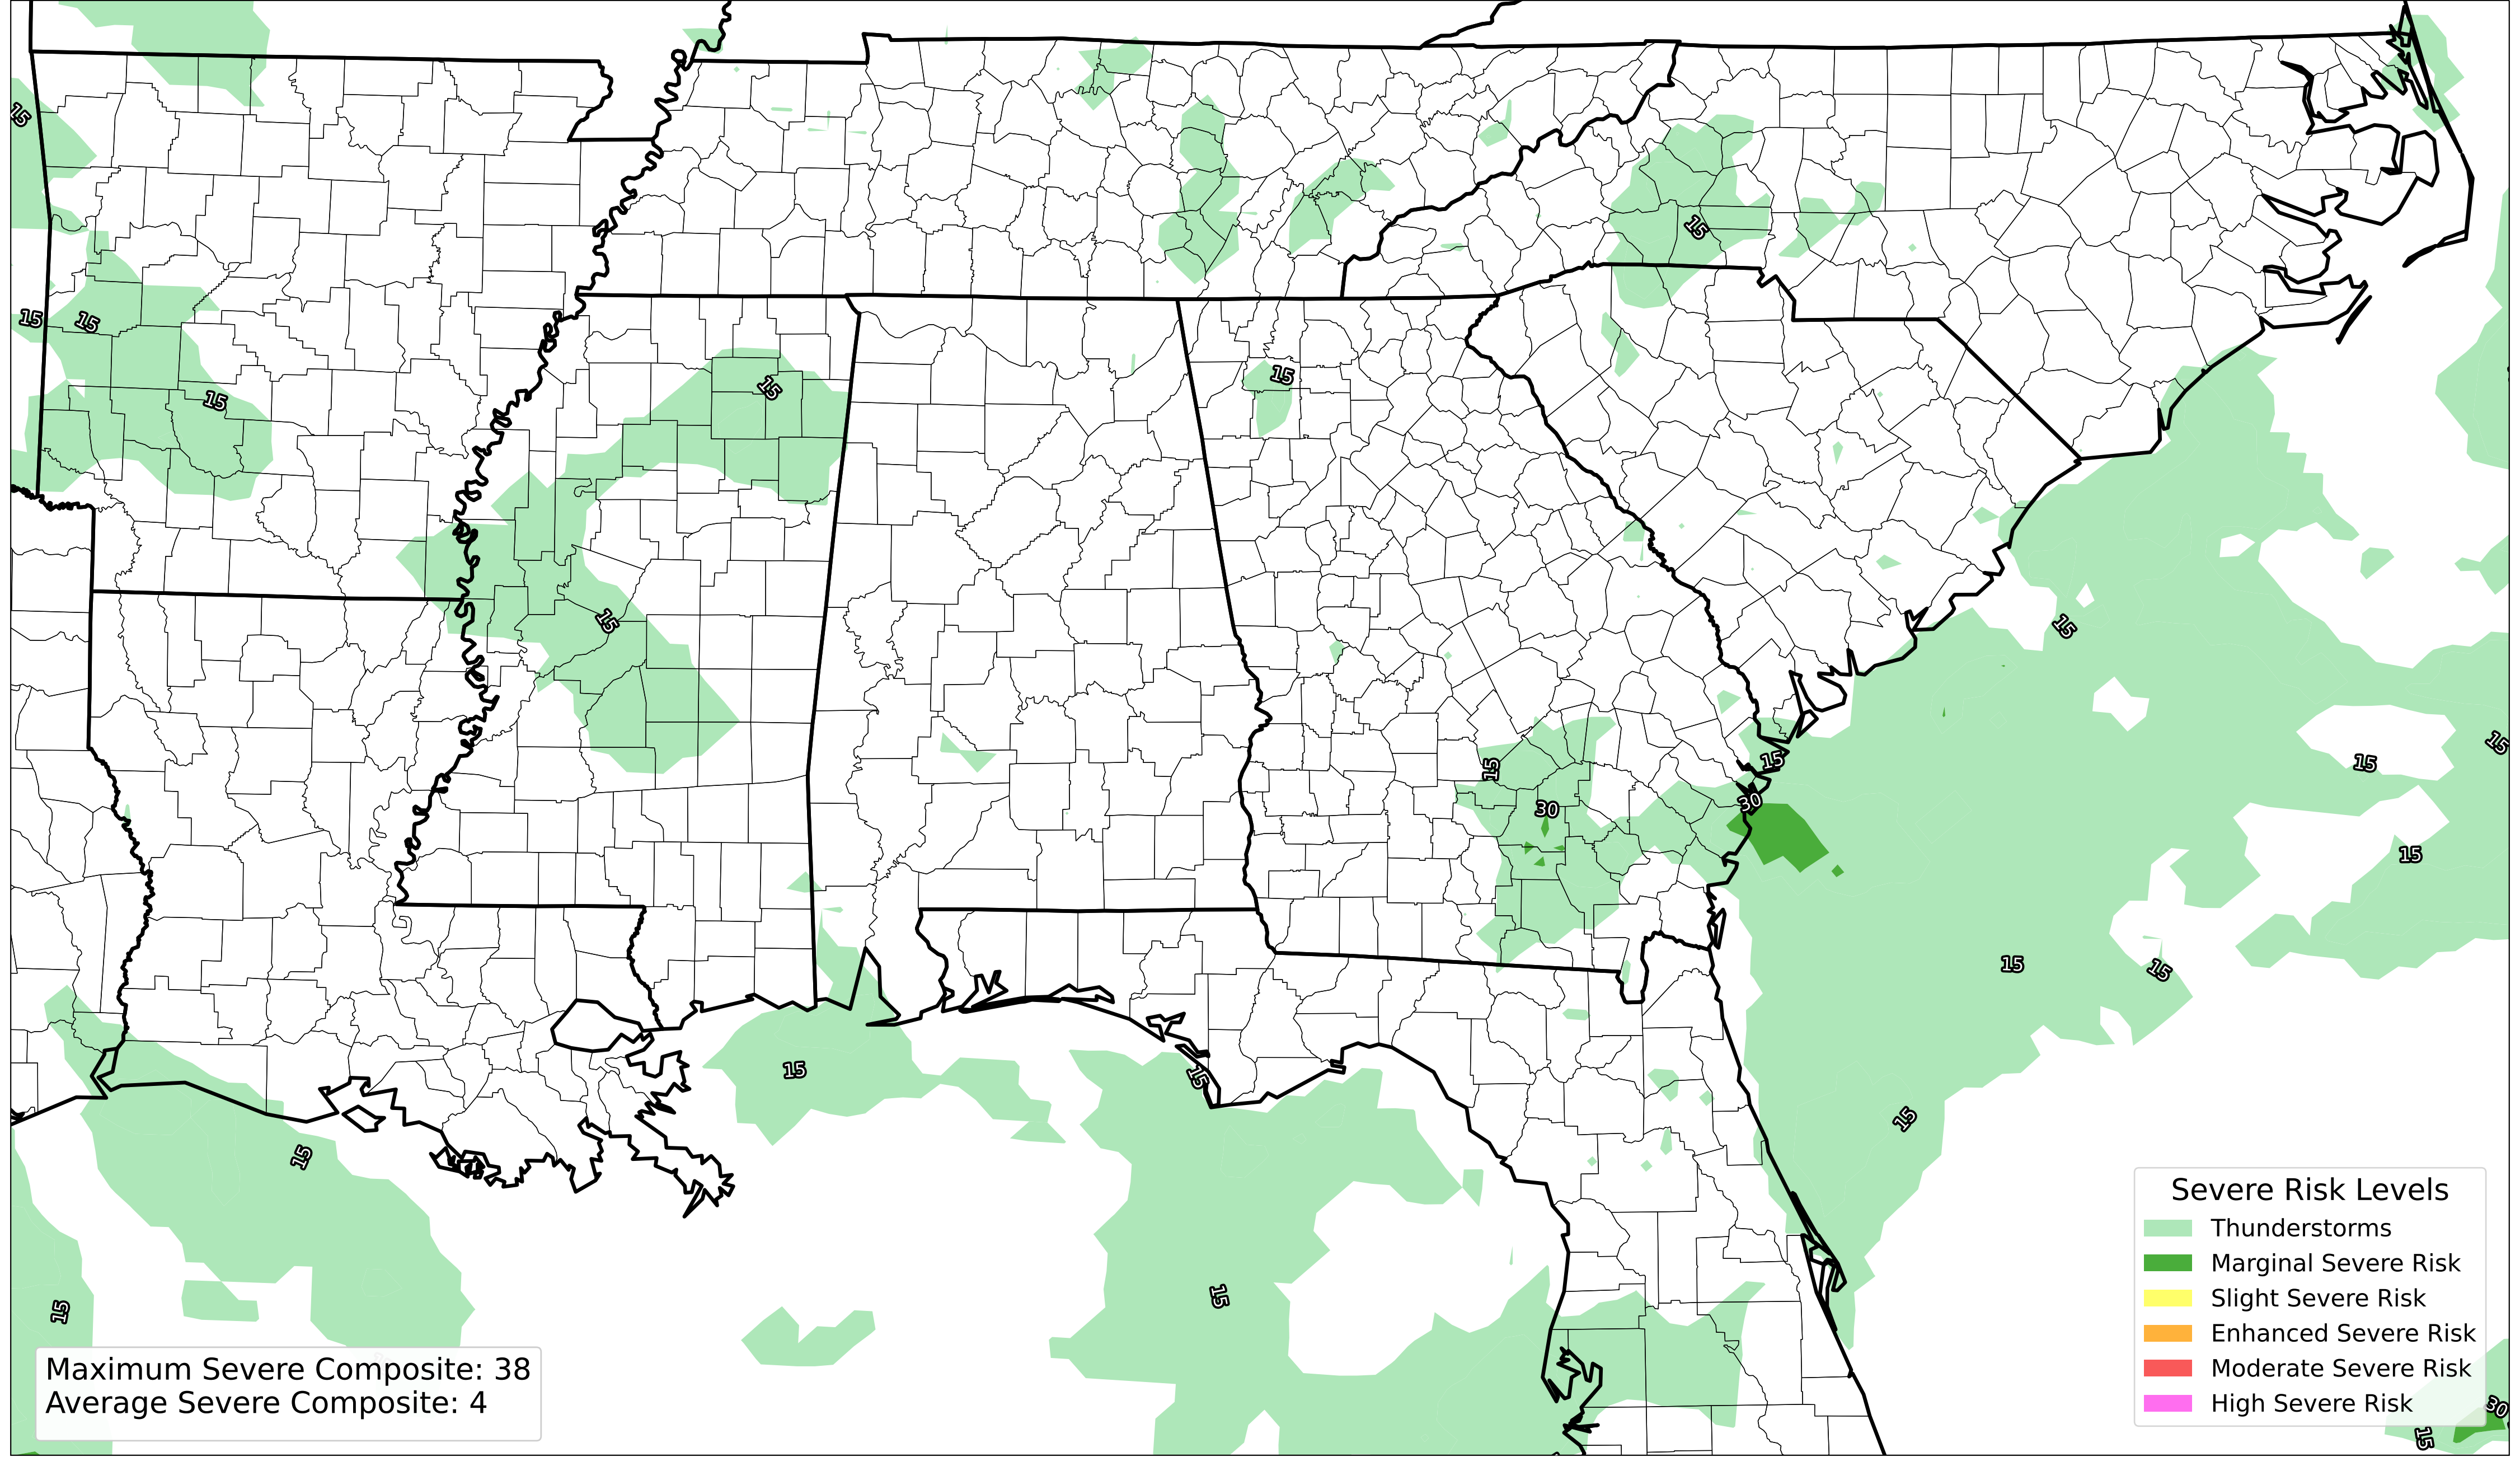 15
15
15
15
15
15
15
15
15
15
30
30
15
15
15
15
15
15
15
15
15
15
15
15
Severe Risk Levels
Thunderstorms
Marginal Severe Risk
Slight Severe Risk
Enhanced Severe Risk
Moderate Severe Risk
High Severe Risk
Maximum Severe Composite: 38
Average Severe Composite: 4
30
15